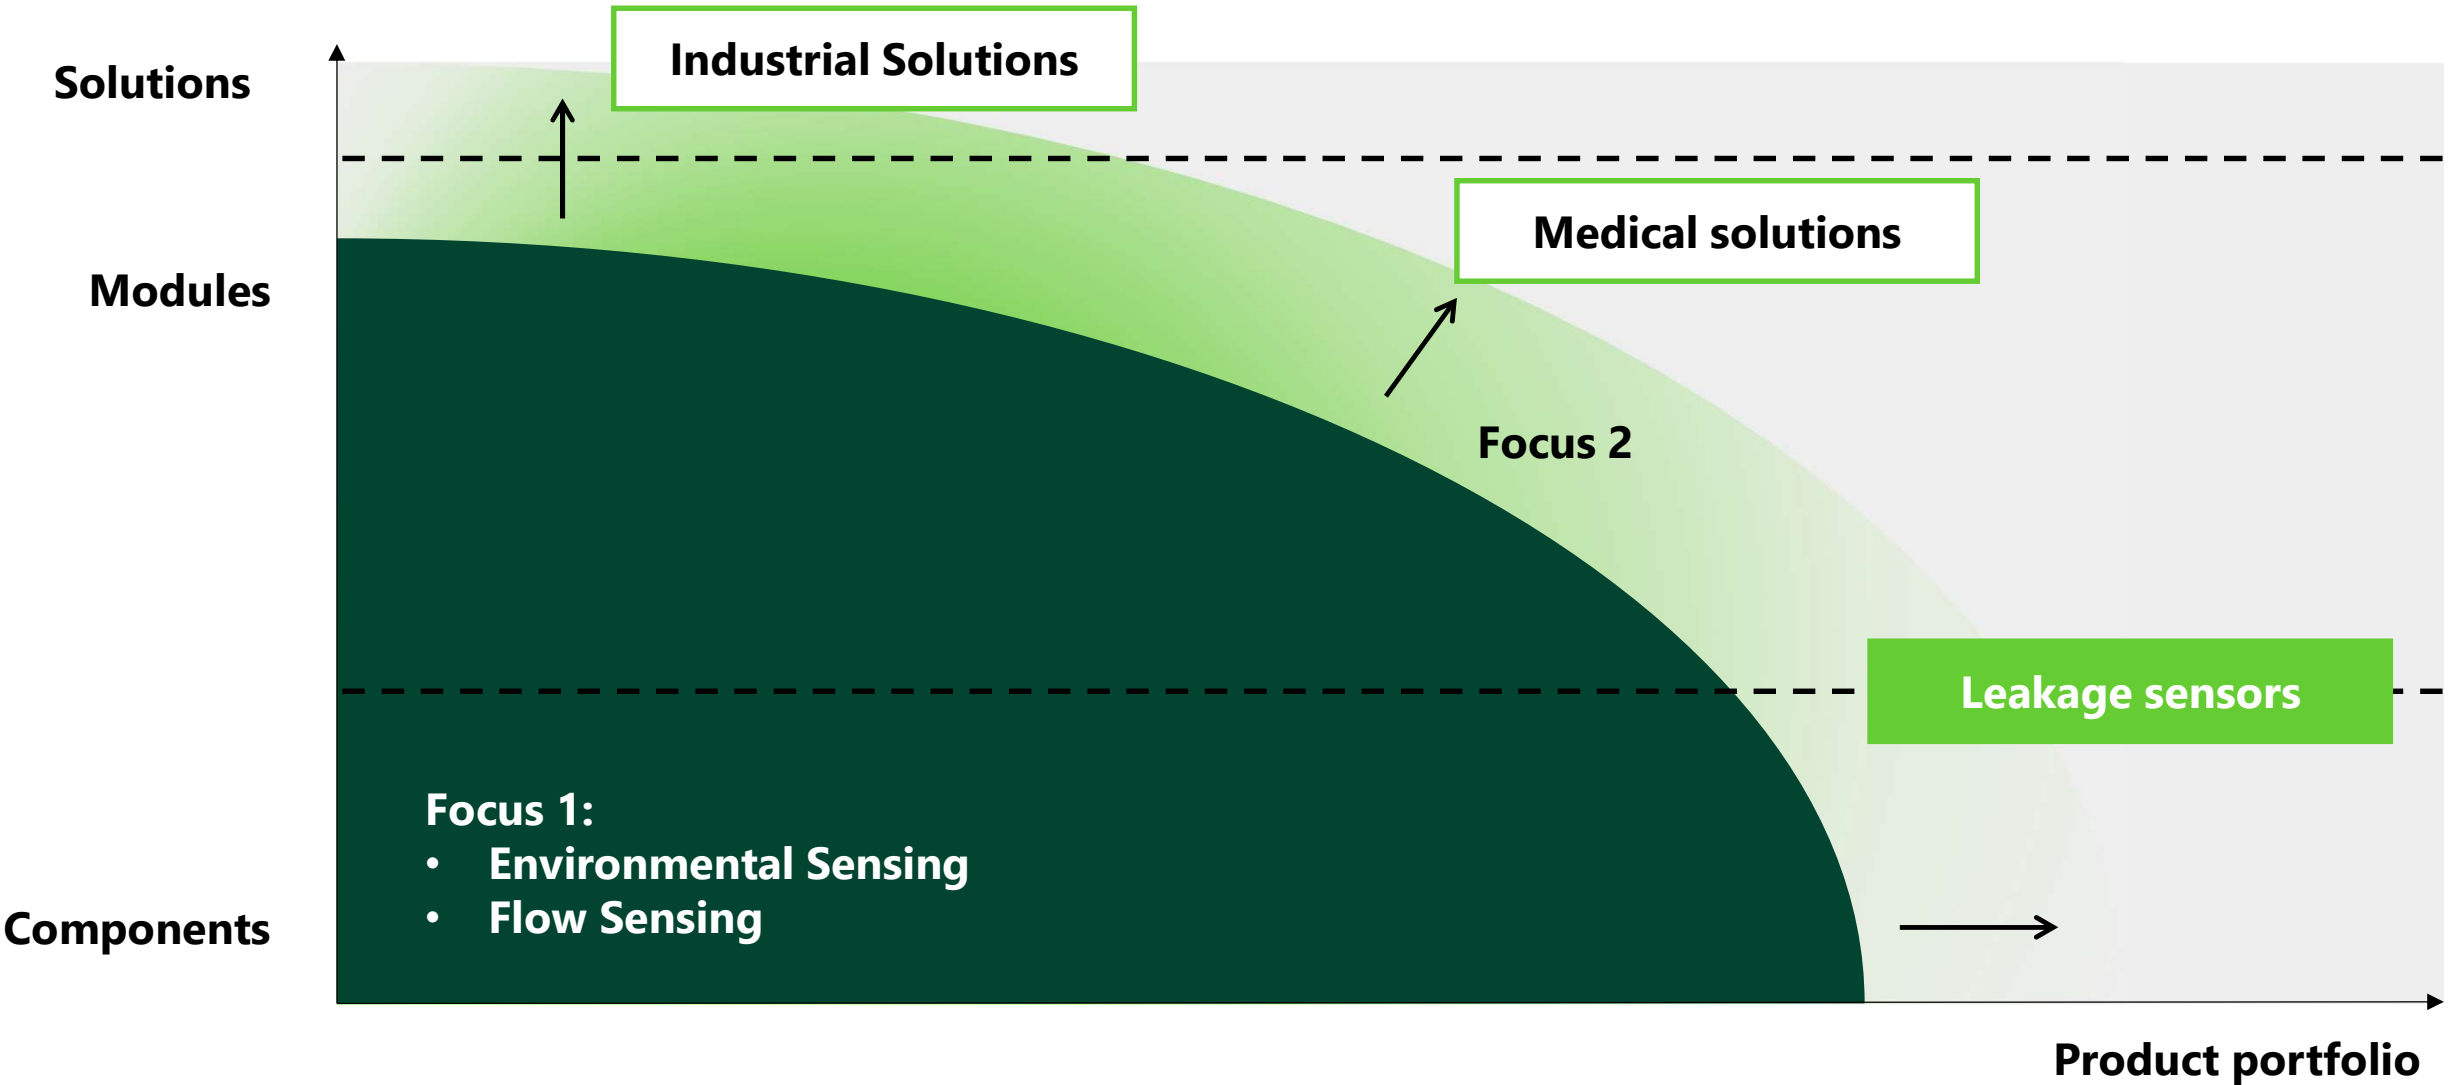 Industrial Solutions
Solutions
Medical solutions
Modules
Focus 2
Leakage sensors
Focus 1:
• Environmental Sensing
• Flow Sensing
Components
Product portfolio